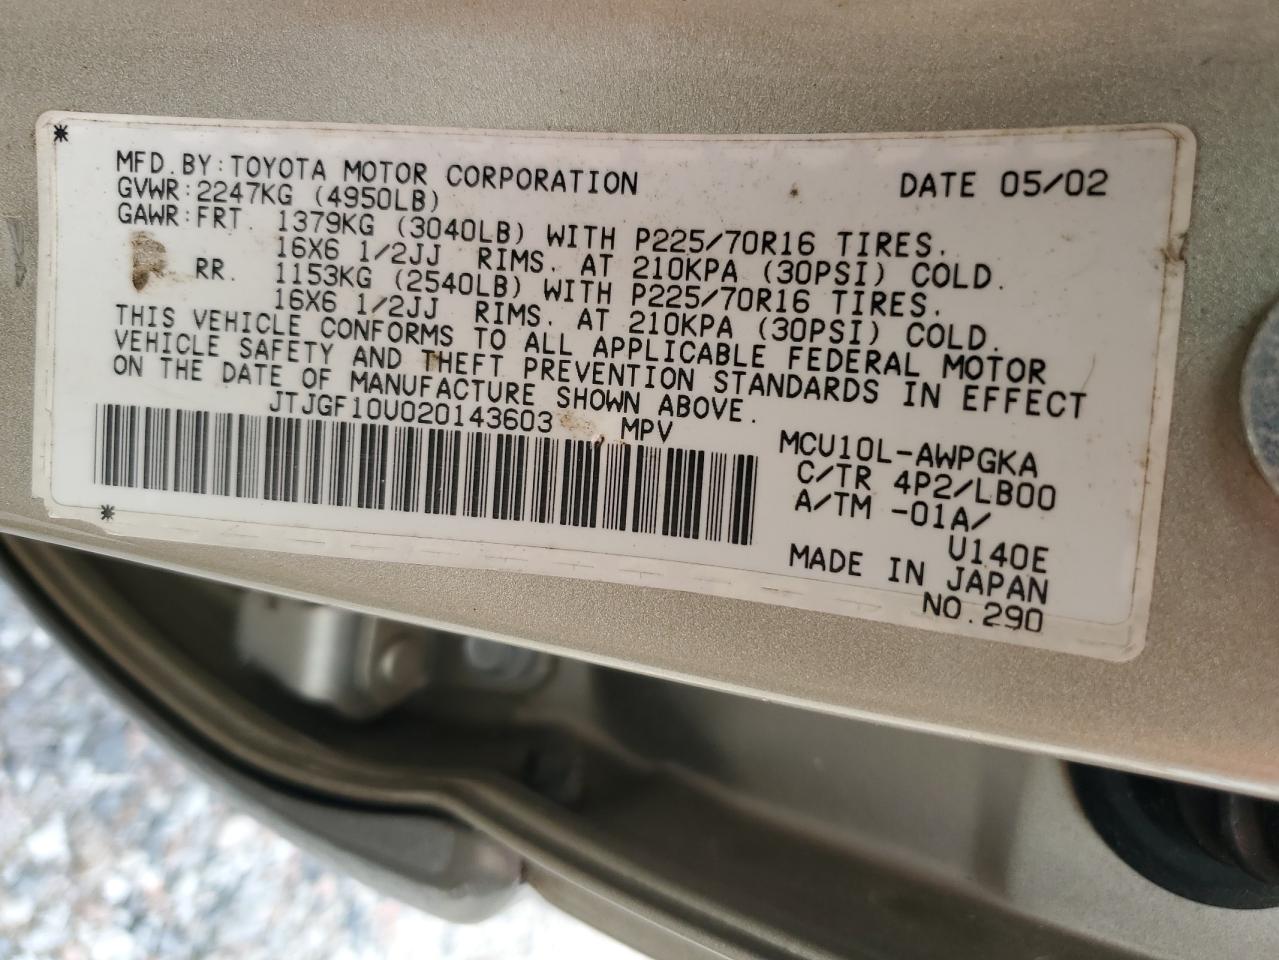 MFD.BY:TOYOTA MOTOR CORPORATION DATE 05/02
GVWR:2247KG (4950LB)
GAWR:FRT. 1379KG (3040LB) WITH P225/70R16 TIRES.
16X6 1/2JJ RIMS. AT 210KPA (30PSI) COLD.
RR. 1153KG (2540LB) WITH P225/70R16 TIRES.
16X6 1/2JJ RIMS. AT 210KPA (30PSI) COLD.
THIS VEHICLE CONFORMS TO ALL APPLICABLE FEDERAL MOTOR
VEHICLE SAFETY AND THEFT PREVENTION STANDARDS IN EFFECT
ON THE DATE OF MANUFACTURE SHOWN ABOVE.
JTJGF10U020143603 MPV
MCU10L-AWPGKA
C/TR 4P2/LB00
A/TM -01A/
U140E
MADE IN JAPAN
NO.290